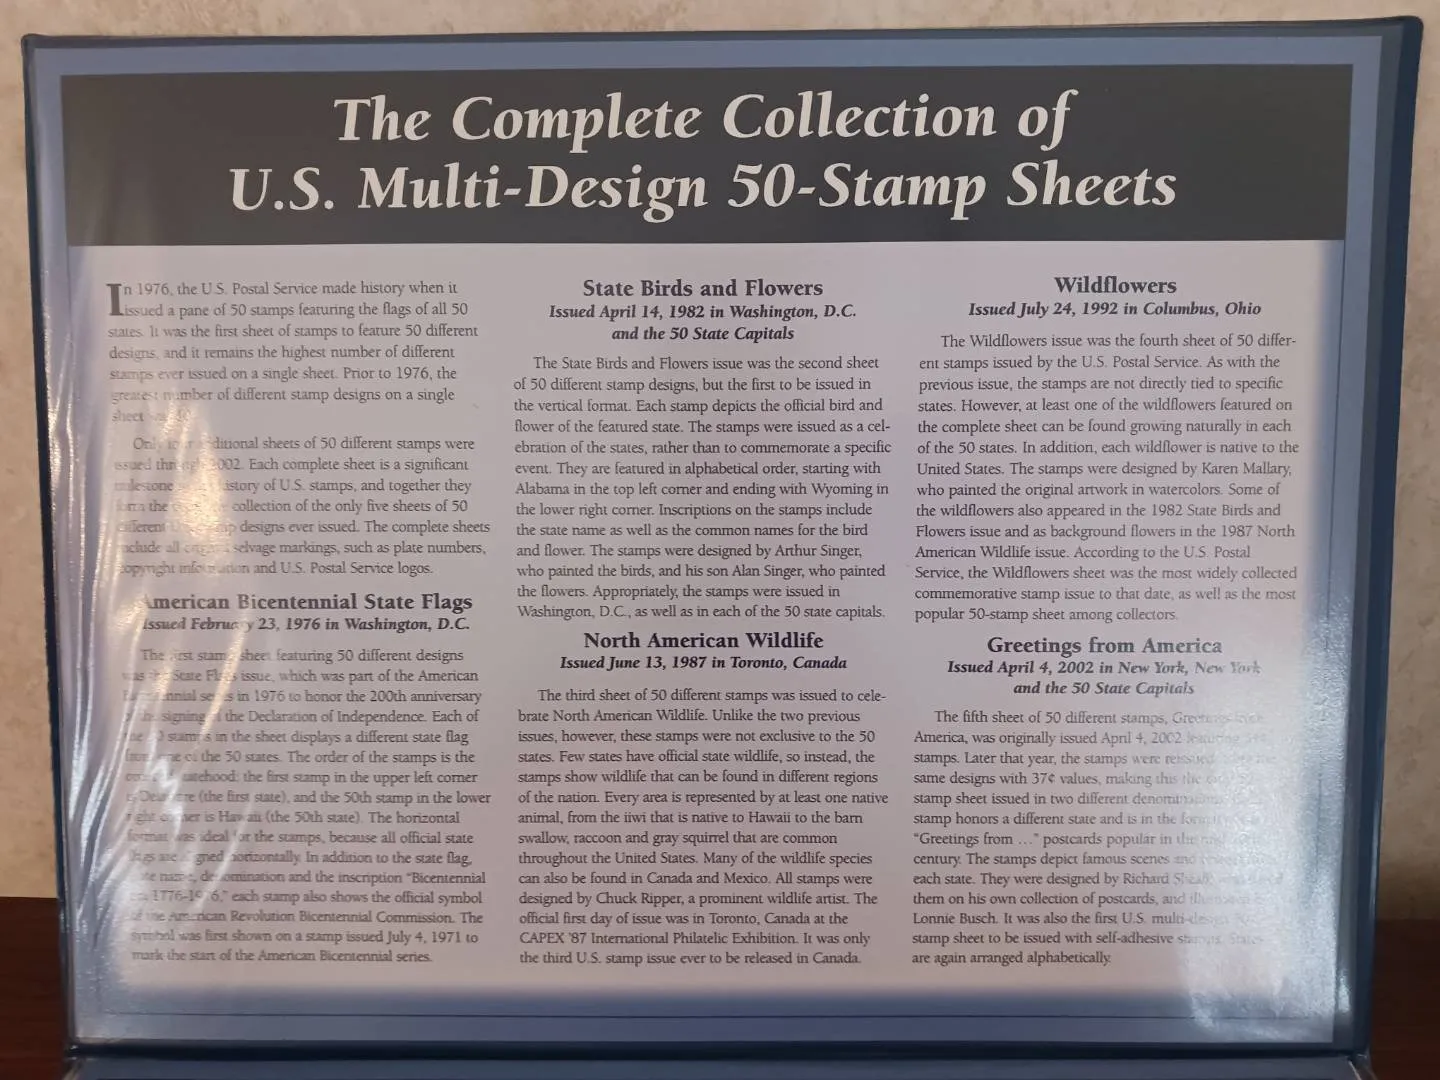 The Complete Collection of
U.S. Multi-Design 50-Stamp Sheets
In 1976, the U.S. Postal Service made history when it
issued a pane of 50 stamps featuring the flags of all 50
states. It was the first sheet of stamps to feature 50 different
designs, and it remains the highest number of different
stamps ever issued on a single sheet. Prior to 1976, the
greatest number of different stamp designs on a single
sheet
Only additional sheets of 50 different stamps were
issued through 2002. Each complete sheet is a significant
milestone history of U.S. stamps, and together they
form the collection of the only five sheets of 50
different designs ever issued. The complete sheets
include all original selvage markings, such as plate numbers,
copyright information and U.S. Postal Service logos.
American Bicentennial State Flags
Issued February 23, 1976 in Washington, D.C.
The first stamp sheet featuring 50 different designs
was the State Flags issue, which was part of the American
Bicentennial series in 1976 to honor the 200th anniversary
of the signing of the Declaration of Independence. Each of
the 50 stamps in the sheet displays a different state flag
from one of the 50 states. The order of the stamps is the
statehood: the first stamp in the upper left corner
is Delaware (the first state), and the 50th stamp in the lower
right corner is Hawaii (the 50th state). The horizontal
format was ideal for the stamps, because all official state
flags are aligned horizontally. In addition to the state flag,
state name, denomination and the inscription "Bicentennial
1776-1976," each stamp also shows the official symbol
of the American Revolution Bicentennial Commission. The
symbol was first shown on a stamp issued July 4, 1971 to
mark the start of the American Bicentennial series.
State Birds and Flowers
Issued April 14, 1982 in Washington, D.C.
and the 50 State Capitals
The State Birds and Flowers issue was the second sheet
of 50 different stamp designs, but the first to be issued in
the vertical format. Each stamp depicts the official bird and
flower of the featured state. The stamps were issued as a cel-
ebration of the states, rather than to commemorate a specific
event. They are featured in alphabetical order, starting with
Alabama in the top left corner and ending with Wyoming in
the lower right corner. Inscriptions on the stamps include
the state name as well as the common names for the bird
and flower. The stamps were designed by Arthur Singer,
who painted the birds, and his son Alan Singer, who painted
the flowers. Appropriately, the stamps were issued in
Washington, D.C., as well as in each of the 50 state capitals.
North American Wildlife
Issued June 13, 1987 in Toronto, Canada
The third sheet of 50 different stamps was issued to cele-
brate North American Wildlife. Unlike the two previous
issues, however, these stamps were not exclusive to the 50
states. Few states have official state wildlife, so instead, the
stamps show wildlife that can be found in different regions
of the nation. Every area is represented by at least one native
animal, from the iiwi that is native to Hawaii to the barn
swallow, raccoon and gray squirrel that are common
throughout the United States. Many of the wildlife species
can also be found in Canada and Mexico. All stamps were
designed by Chuck Ripper, a prominent wildlife artist. The
official first day of issue was in Toronto, Canada at the
CAPEX '87 International Philatelic Exhibition. It was only
the third U.S. stamp issue ever to be released in Canada.
Wildflowers
Issued July 24, 1992 in Columbus, Ohio
The Wildflowers issue was the fourth sheet of 50 differ-
ent stamps issued by the U.S. Postal Service. As with the
previous issue, the stamps are not directly tied to specific
states. However, at least one of the wildflowers featured on
the complete sheet can be found growing naturally in each
of the 50 states. In addition, each wildflower is native to the
United States. The stamps were designed by Karen Mallary,
who painted the original artwork in watercolors. Some of
the wildflowers also appeared in the 1982 State Birds and
Flowers issue and as background flowers in the 1987 North
American Wildlife issue. According to the U.S. Postal
Service, the Wildflowers sheet was the most widely collected
commemorative stamp issue to that date, as well as the most
popular 50-stamp sheet among collectors.
Greetings from America
Issued April 4, 2002 in New York, New York
and the 50 State Capitals
The fifth sheet of 50 different stamps, Greetings from
America, was originally issued April 4, 2002 featuring 34¢
stamps. Later that year, the stamps were reissued the
same designs with 37¢ values, making this the
stamp sheet issued in two different denominations.
stamp honors a different state and is in the form
"Greetings from ..." postcards popular in the
century. The stamps depict famous scenes and
each state. They were designed by Richard Sheaff,
them on his own collection of postcards, and illustrated
Lonnie Busch. It was also the first U.S. multi-design
stamp sheet to be issued with self-adhesive stamps. States
are again arranged alphabetically.